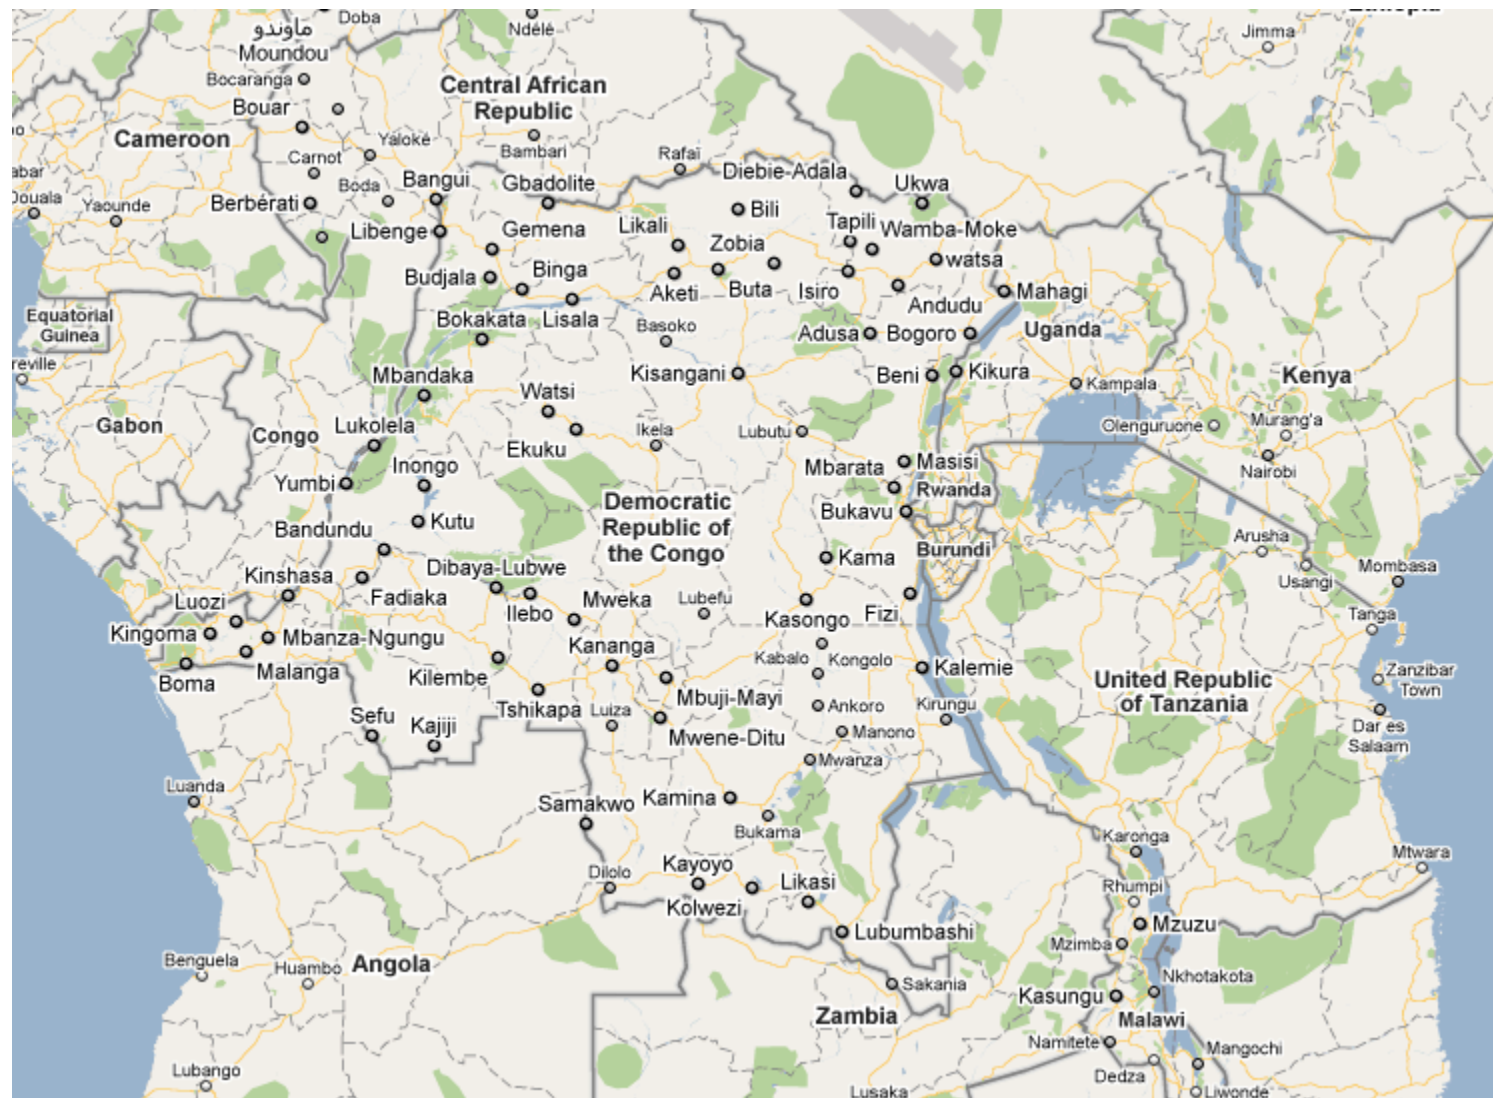 Doba
Ndélé
Jimma
ماوندو
Moundou
Bocaranga
Bouar
Central African
Republic
Cameroon
Yaloké
Bambari
Carnot
Rafaï
Diebie-Adala
Boda
Bangui
Gbadolite
Ukwa
Douala
Yaounde
Berbérati
Bili
Libenge
Gemena
Likali
Tapili
Wamba-Moke
Zobia
watsa
Budjala
Binga
Aketi
Buta
Isiro
Andudu
Mahagi
Equatorial
Guinea
Bokakata
Lisala
Basoko
Adusa
Bogoro
Uganda
reville
Mbandaka
Kisangani
Beni
Kikura
Kampala
Kenya
Watsi
Gabon
Congo
Lukolela
Ekuku
Ikela
Lubutu
Olenguruone
Murang'a
Nairobi
Inongo
Mbarata
Masisi
Yumbi
Rwanda
Democratic
Republic of
the Congo
Bukavu
Bandundu
Kutu
Kama
Burundi
Arusha
Usangi
Mombasa
Kinshasa
Dibaya-Lubwe
Luozi
Fadiaka
Ilebo
Mweka
Lubefu
Kasongo
Fizi
Tanga
Kingoma
Mbanza-Ngungu
Kananga
Kabalo
Kongolo
Kalemie
Boma
Malanga
Kilembe
Mbuji-Mayi
United Republic
of Tanzania
Zanzibar
Town
Sefu
Kajiji
Tshikapa
Luiza
Ankoro
Kirungu
Mwene-Ditu
Manono
Dar es
Salaam
Mwanza
Luanda
Samakwo
Kamina
Bukama
Karonga
Mtwara
Dilolo
Kayoyo
Likasi
Rhumpi
Kolwezi
Lubumbashi
Mzuzu
Mzimba
Benguela
Huambo
Angola
Sakania
Nkhotakota
Kasungu
Zambia
Malawi
Namitete
Mangochi
Lubango
Dedza
Lusaka
Liwonde